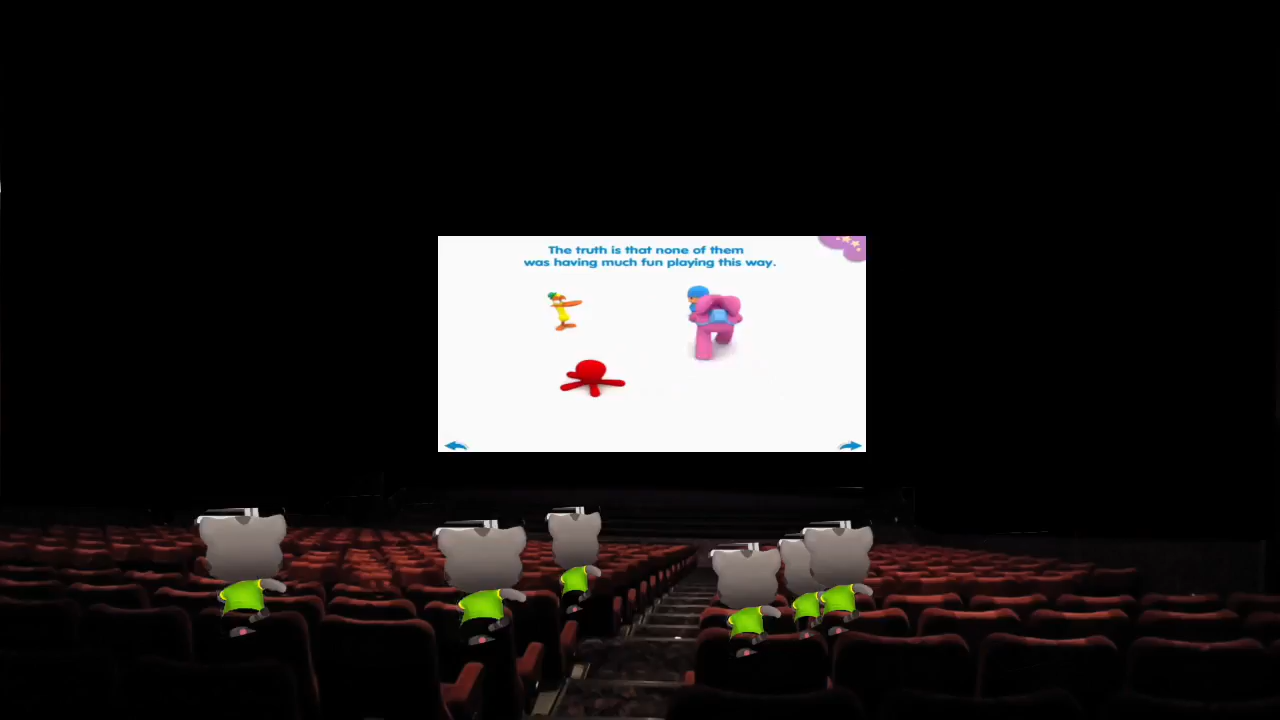 The truth is that none of them
was having much fun playing this way.